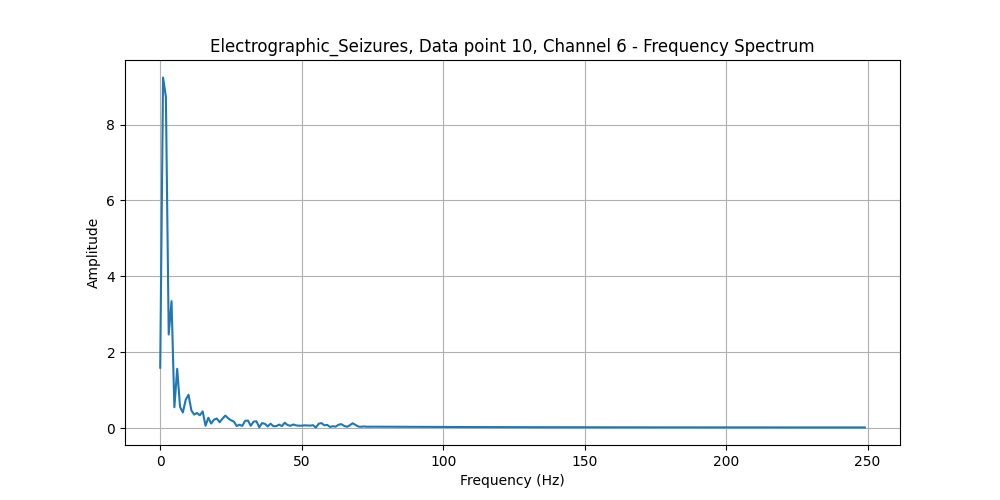 Electrographic_Seizures, Data point 10, Channel 6 - Frequency Spectrum
Amplitude
8
6
4
2
0
0 50 100 150 200 250
Frequency (Hz)